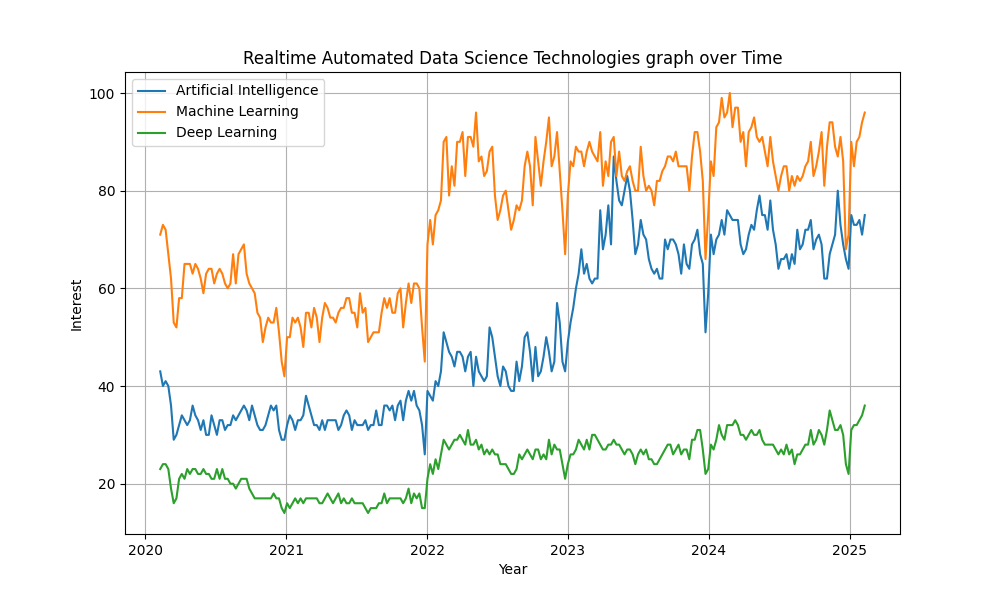 Realtime Automated Data Science Technologies graph over Time
Artificial Intelligence
Machine Learning
Deep Learning
100
80
60
40
20
Interest
2020 2021 2022 2023 2024 2025
Year